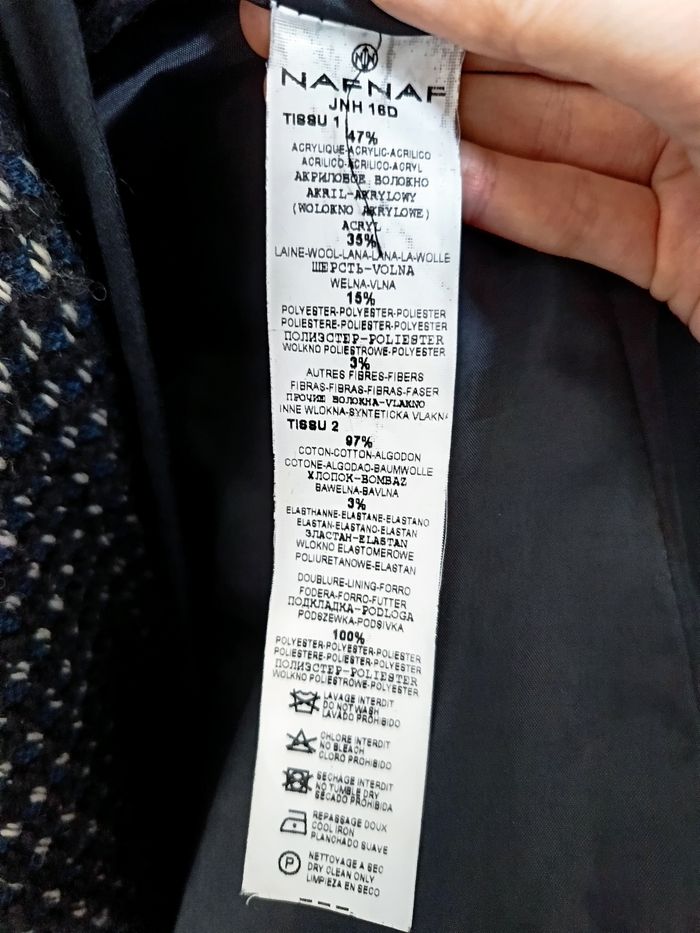 NAFNAF
JNH 16D
TISSU 1
47%
ACRYLIQUE-ACRYLIC-ACRILICO
ACRILICO-ACRILICO-ACRYL
АКРИЛОВОЕ ВОЛОКНО
AKRIL-AKRYLOWY
(WOLOKNO AKRYLOWE)
ACRYL
35%
LAINE-WOOL-LANA-LANA-LA-WOLLE
ШЕРСТЬ-VOLNA
WELNA-VLNA
15%
POLYESTER-POLYESTER-POLIESTER
POLIESTERE-POLIESTER-POLYESTER
ПОЛИЭСТЕР-POLIESTER
WOLKNO POLIESTROWE-POLYESTER
3%
AUTRES FIBRES-FIBERS
FIBRAS-FIBRAS-FIBRAS-FASER
ПРОЧИЕ ВОЛОКНА-VLAKNO
INNE WLOKNA-SYNTETICKA VLAKN
TISSU 2
97%
COTON-COTTON-ALGODON
COTONE-ALGODAO-BAUMWOLLE
ХЛОПОК-BOMBAZ
BAWELNA-BAVLNA
3%
ELASTHANNE-ELASTANE-ELASTANO
ELASTAN-ELASTANO-ELASTAN
ЭЛАСТАН-ELASTAN
WLOKNO ELASTOMEROWE
POLIURETANOWE-ELASTAN
DOUBLURE-LINING-FORRO
FODERA-FORRO-FUTTER
ПОДКЛАДКА-PODLOGA
PODSZEWKA-PODSIVKA
100%
POLYESTER-POLYESTER-POLIESTER
POLIESTERE-POLIESTER-POLYESTER
ПОЛИЭСТЕР-POLIESTER
WOLKNO POLIESTROWE-POLYESTER
LAVAGE INTERDIT
DO NOT WASH
LAVADO PROHIBIDO
CHLORE INTERDIT
NO BLEACH
CLORO PROHIBIDO
SECHAGE INTERDIT
NO TUMBLE DRY
SECADO PROHIBIDA
REPASSAGE DOUX
COOL IRON
PLANCHADO SUAVE
P
NETTOYAGE A SEC
DRY CLEAN ONLY
LIMPIEZA EN SECO